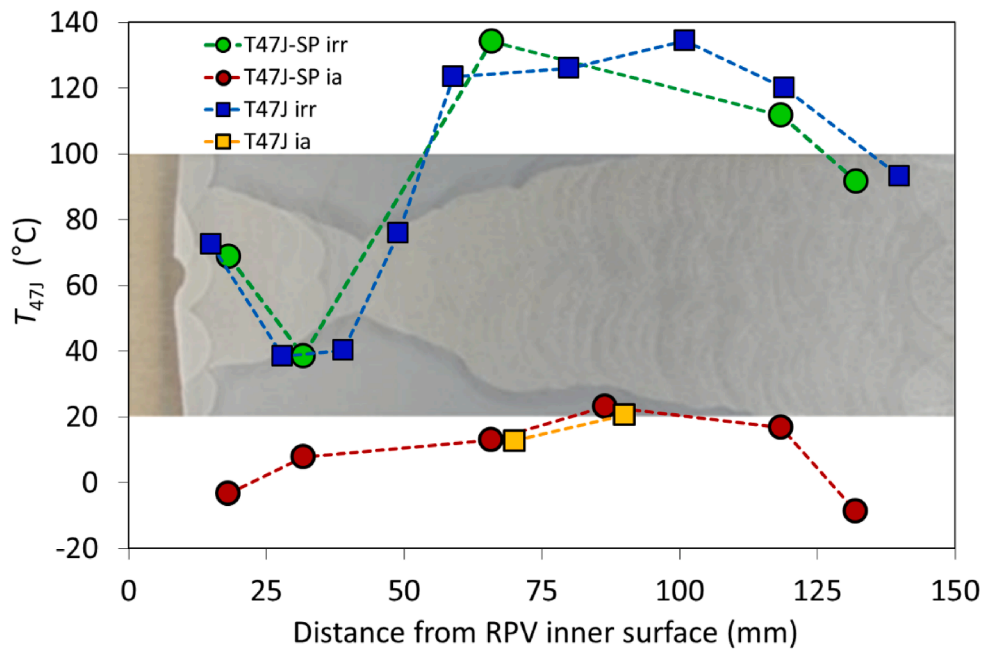 140
120
100
80
60
40
20
0
-20
T47J-SP irr
T47J-SP ia
T47J irr
T47J ia
T47J (°C)
0 25 50 75 100 125 150
Distance from RPV inner surface (mm)